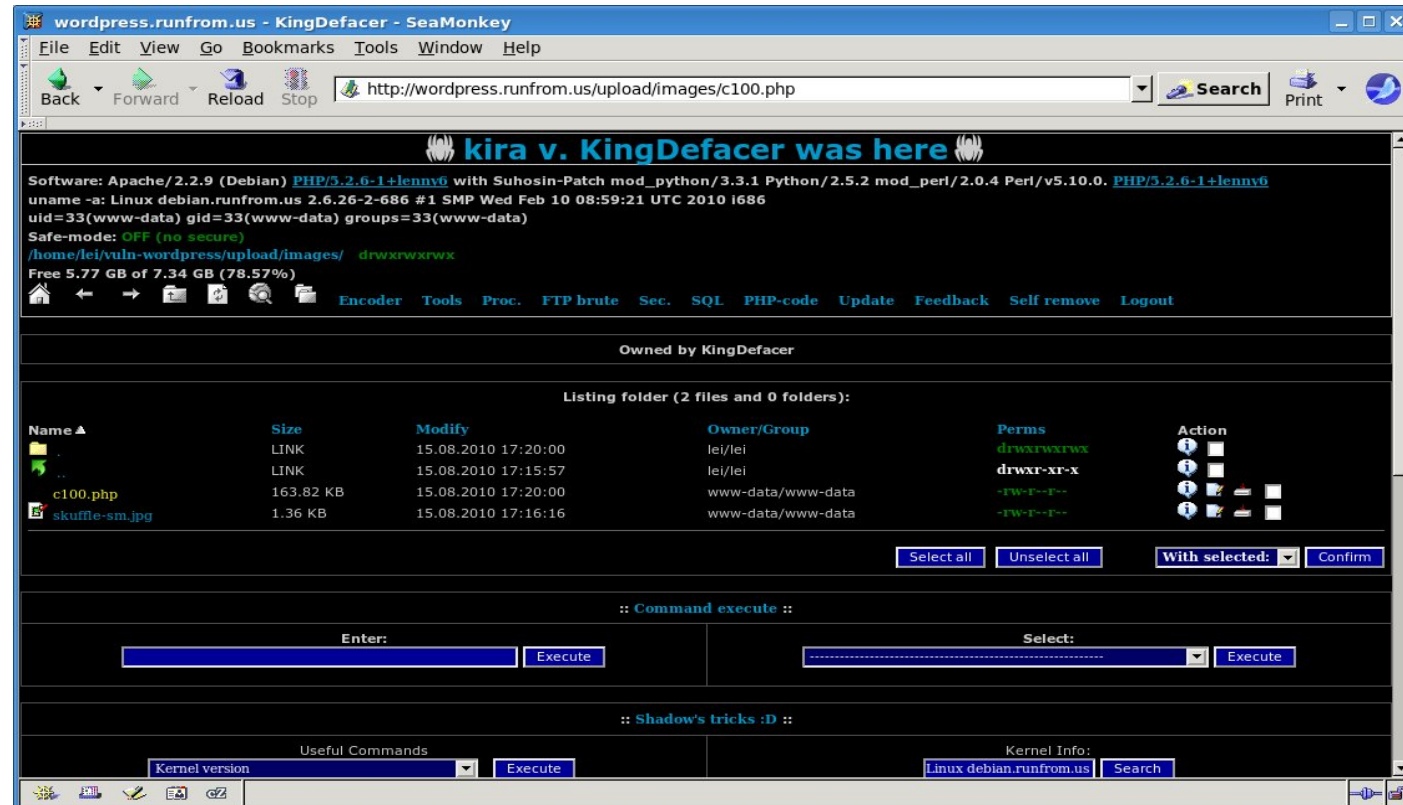 wordpress.runfrom.us - KingDefacer - SeaMonkey
File Edit View Go Bookmarks Tools Window Help
Back Forward Reload Stop http://wordpress.runfrom.us/upload/images/c100.php Search Print
kira v. KingDefacer was here
Software: Apache/2.2.9 (Debian) PHP/5.2.6-1+lenny6 with Suhosin-Patch mod_python/3.3.1 Python/2.5.2 mod_perl/2.0.4 Perl/v5.10.0. PHP/5.2.6-1+lenny6
uname -a: Linux debian.runfrom.us 2.6.26-2-686 #1 SMP Wed Feb 10 08:59:21 UTC 2010 i686
uid=33(www-data) gid=33(www-data) groups=33(www-data)
Safe-mode: OFF (no secure)
/home/lei/vuln-wordpress/upload/images/ drwxrwxrwx
Free 5.77 GB of 7.34 GB (78.57%)
Encoder Tools Proc. FTP brute Sec. SQL PHP-code Update Feedback Self remove Logout
Owned by KingDefacer
Listing folder (2 files and 0 folders):
Name Size Modify Owner/Group Perms Action
. LINK 15.08.2010 17:20:00 lei/lei drwxrwxrwx
.. LINK 15.08.2010 17:15:57 lei/lei drwxr-xr-x
c100.php 163.82 KB 15.08.2010 17:20:00 www-data/www-data -rw-r--r--
skuffle-sm.jpg 1.36 KB 15.08.2010 17:16:16 www-data/www-data -rw-r--r--
Select all Unselect all With selected: Confirm
:: Command execute ::
Enter: Select:
Execute ------------------------------------------------------------ Execute
:: Shadow's tricks :D ::
Useful Commands Kernel Info:
Kernel version Execute Linux debian.runfrom.us Search